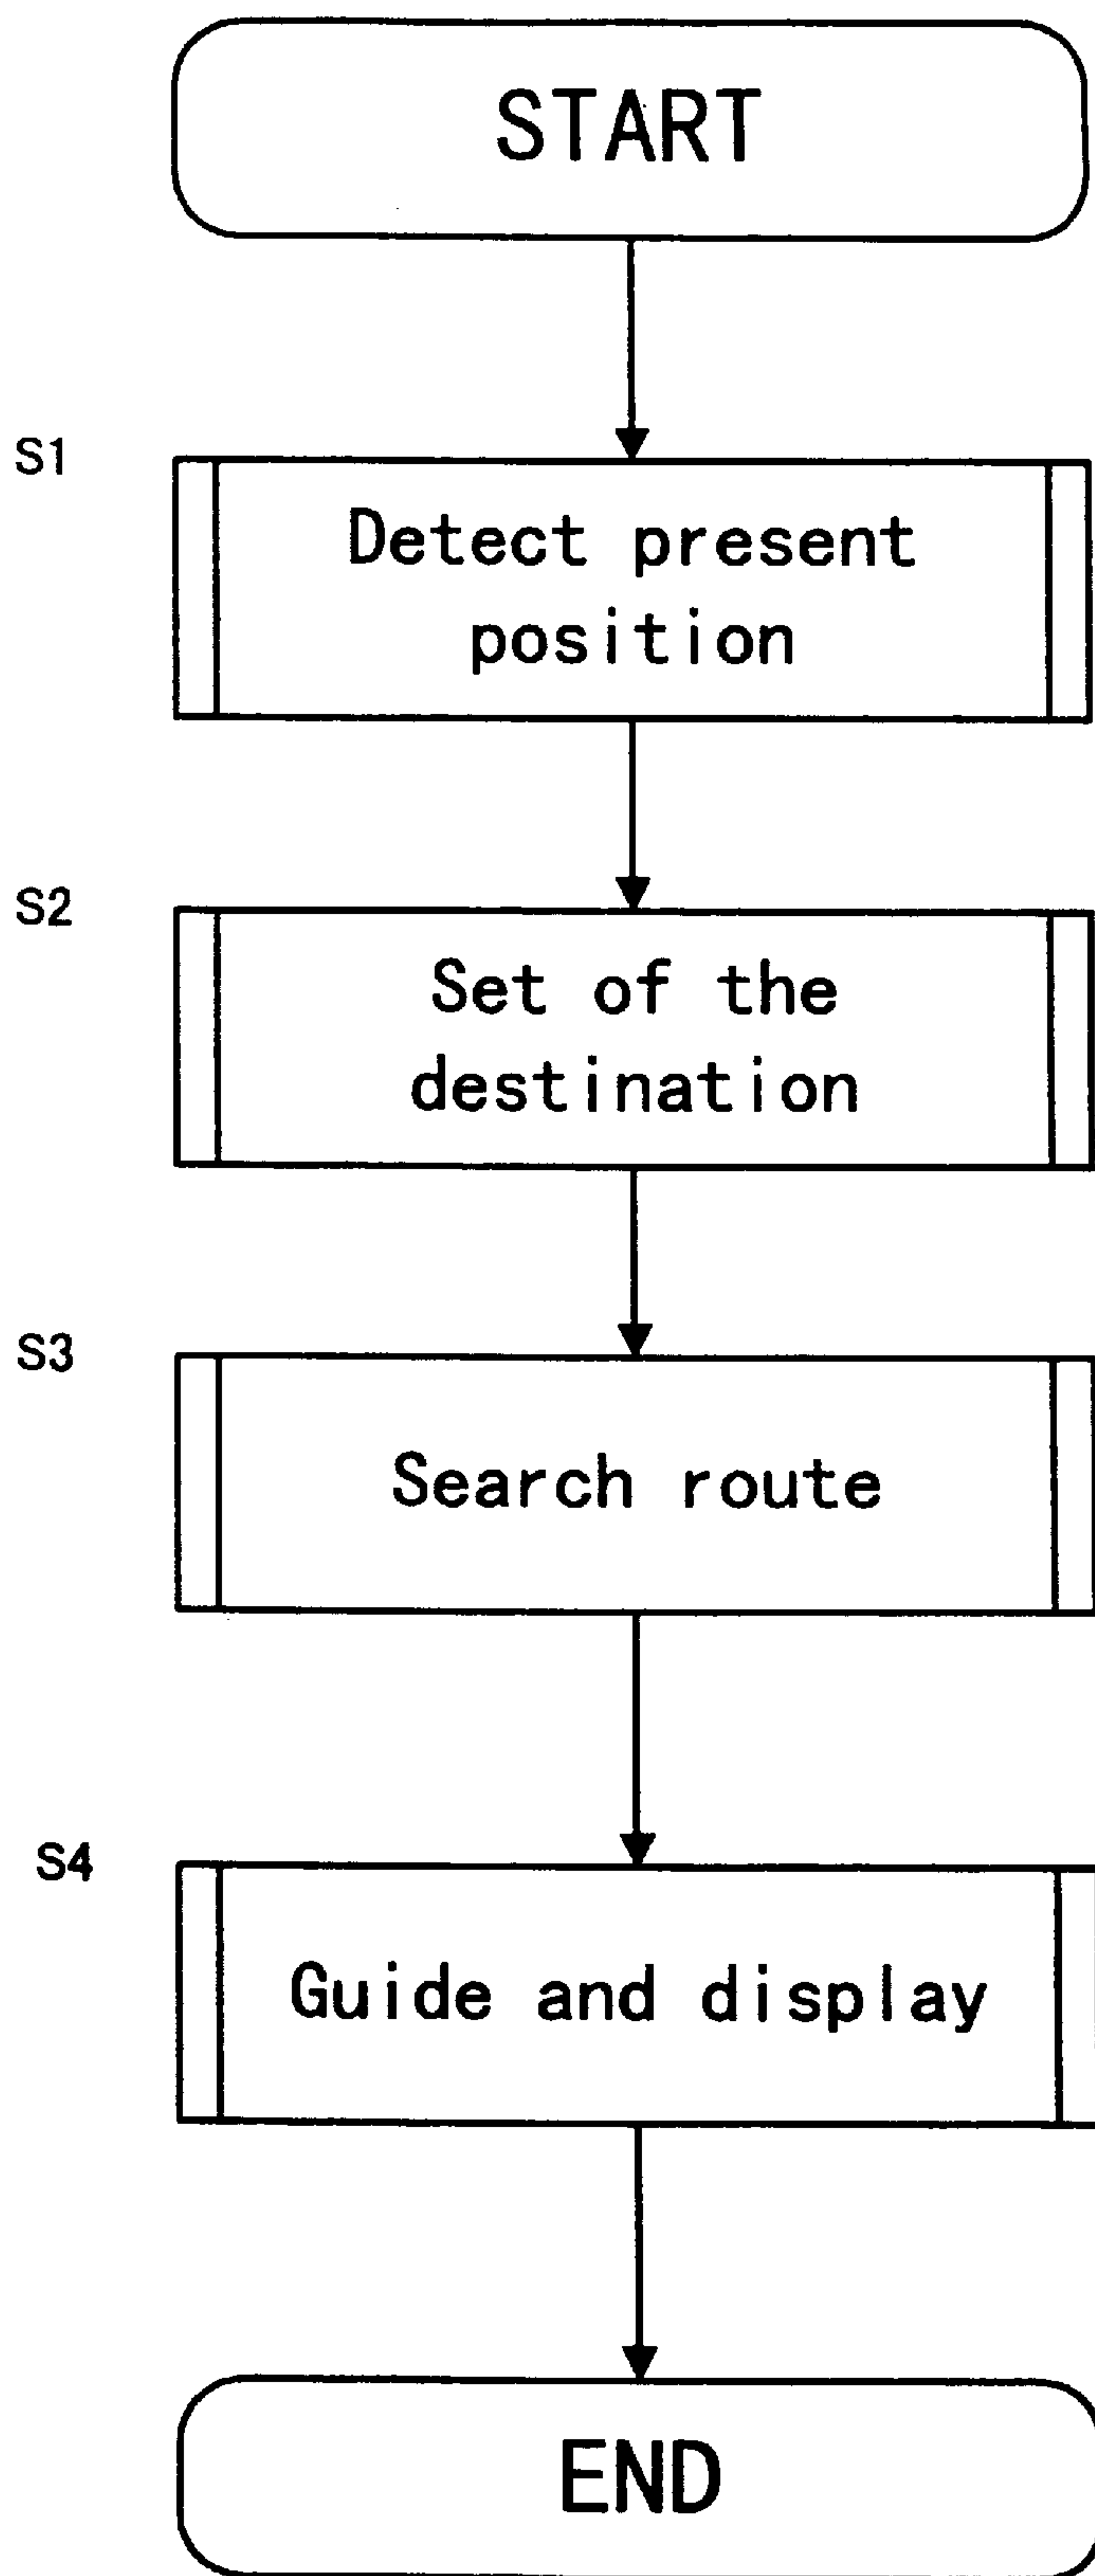 START
S1
Detect present
position
S2
Set of the
destination
S3
Search route
S4
Guide and display
END